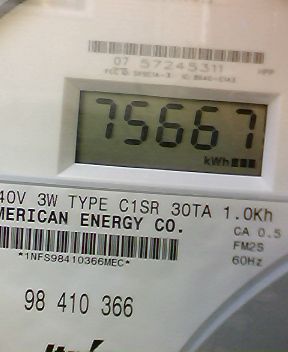 07 57245311
HPP
75667
kWh
40V 3W TYPE C1SR 30TA 1.0Kh
MERICAN ENERGY CO.
CA 0.5
FM2S
*1NFS98410366MEC*
60Hz
98 410 366